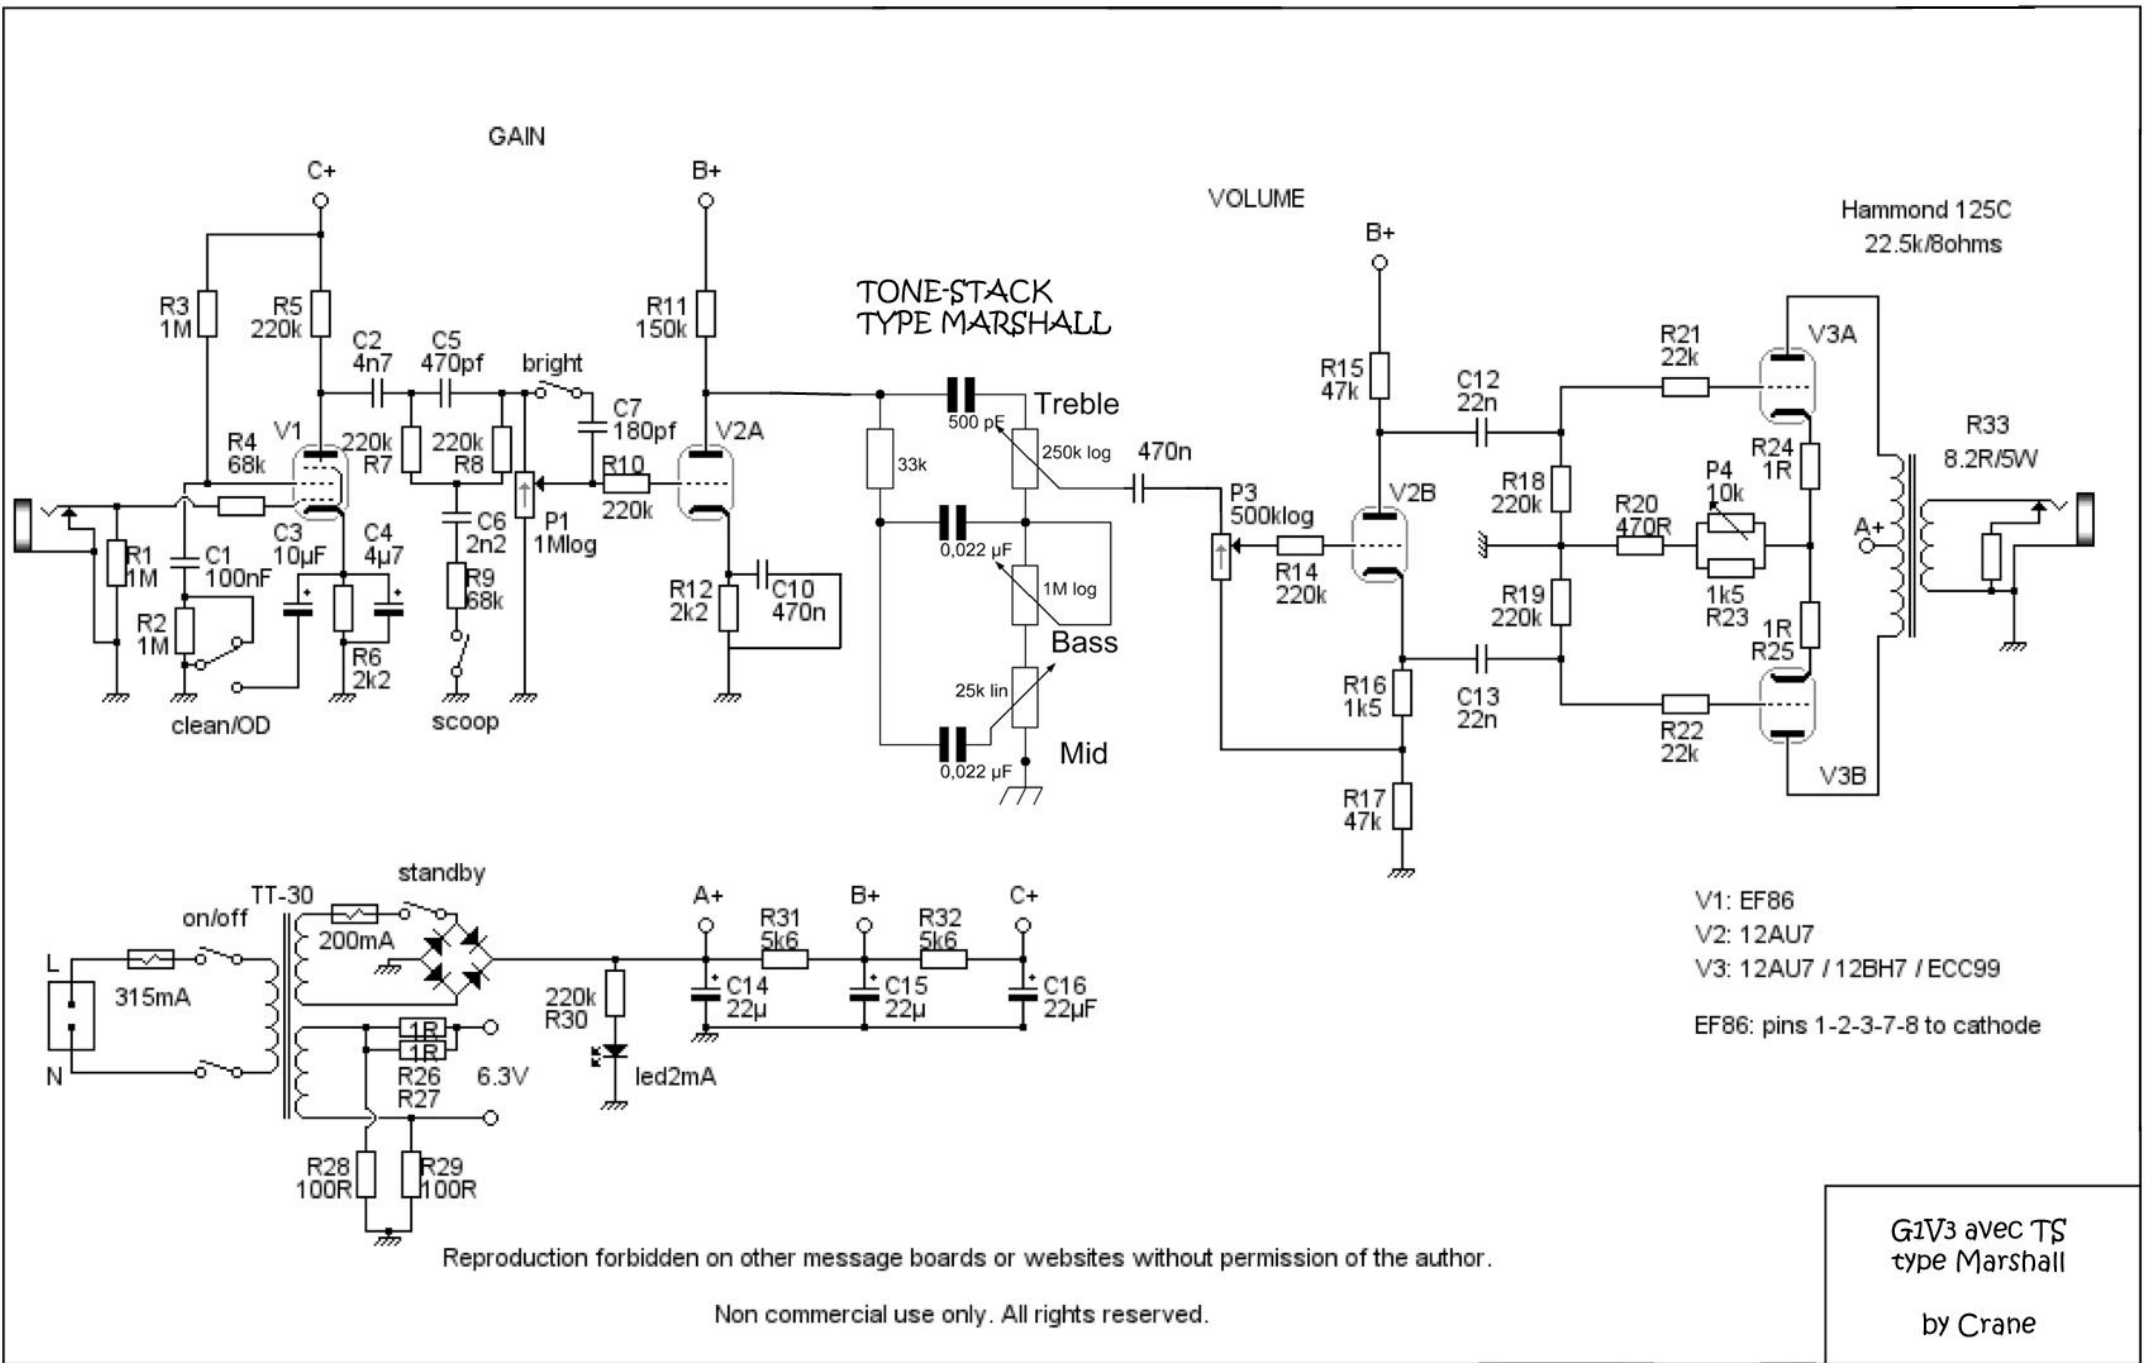 GAIN
C+
B+
VOLUME
B+
Hammond 125C
22.5k/8ohms
TONE-STACK
TYPE MARSHALL
R3
1M
R5
220k
C2
4n7
C5
470pf
bright
R11
150k
R15
47k
C12
22n
R21
22k
V3A
R4
68k
V1
220k
R7
220k
R8
C7
180pf
R10
220k
V2A
500 pF
Treble
250k log
33k
470n
P3
500klog
R14
220k
V2B
R18
220k
R20
470R
P4
10k
R24
1R
A+
R33
8.2R/5W
R1
1M
C1
100nF
C3
10µF
C4
4µ7
C6
2n2
P1
1Mlog
R9
68k
R2
1M
R6
2k2
R12
2k2
C10
470n
0,022 µF
1M log
Bass
25k lin
0,022 µF
Mid
R16
1k5
C13
22n
R19
220k
1k5
R23
1R
R25
R22
22k
V3B
R17
47k
clean/OD
scoop
standby
TT-30
on/off
200mA
L
315mA
N
A+
R31
5k6
B+
R32
5k6
C+
220k
R30
C14
22µ
C15
22µ
C16
22µF
led2mA
1R
1R
R26
R27
6.3V
R28
100R
R29
100R
V1: EF86
V2: 12AU7
V3: 12AU7 / 12BH7 / ECC99
EF86: pins 1-2-3-7-8 to cathode
Reproduction forbidden on other message boards or websites without permission of the author.
Non commercial use only. All rights reserved.
G1V3 avec TS
type Marshall
by Crane